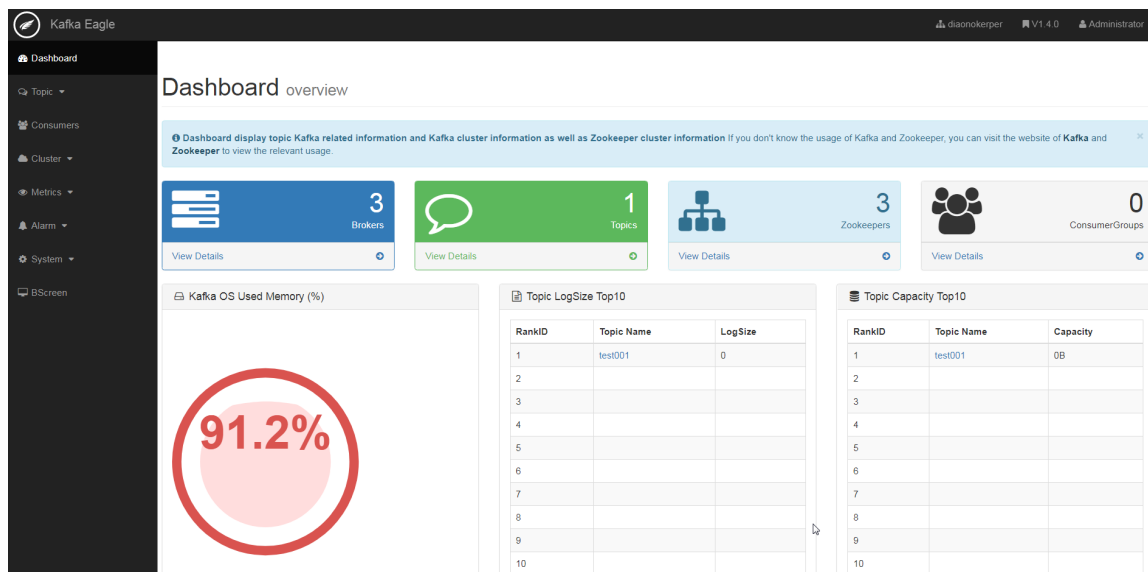 Kafka Eagle
diaonokerper V1.4.0 Administrator
Dashboard
Topic
Consumers
Cluster
Metrics
Alarm
System
BScreen
Dashboard overview
Dashboard display topic Kafka related information and Kafka cluster information as well as Zookeeper cluster information If you don't know the usage of Kafka and Zookeeper, you can visit the website of Kafka and
Zookeeper to view the relevant usage.
×
3
Brokers
View Details
1
Topics
View Details
3
Zookeepers
View Details
0
ConsumerGroups
View Details
Kafka OS Used Memory (%)
91.2%
Topic LogSize Top10
RankID Topic Name LogSize
1 test001 0
2
3
4
5
6
7
8
9
10
Topic Capacity Top10
RankID Topic Name Capacity
1 test001 0B
2
3
4
5
6
7
8
9
10